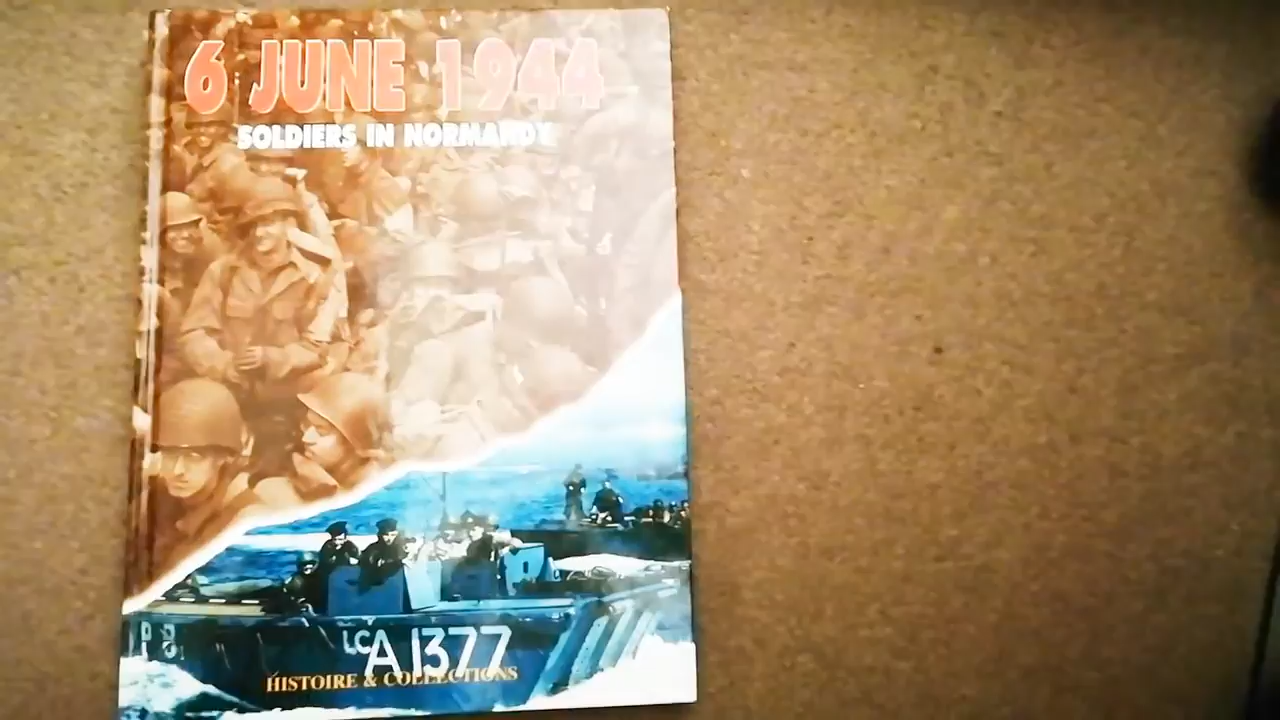 6 JUNE 1944
SOLDIERS IN NORMANDY
LCA 1377
HISTOIRE & COLLECTIONS